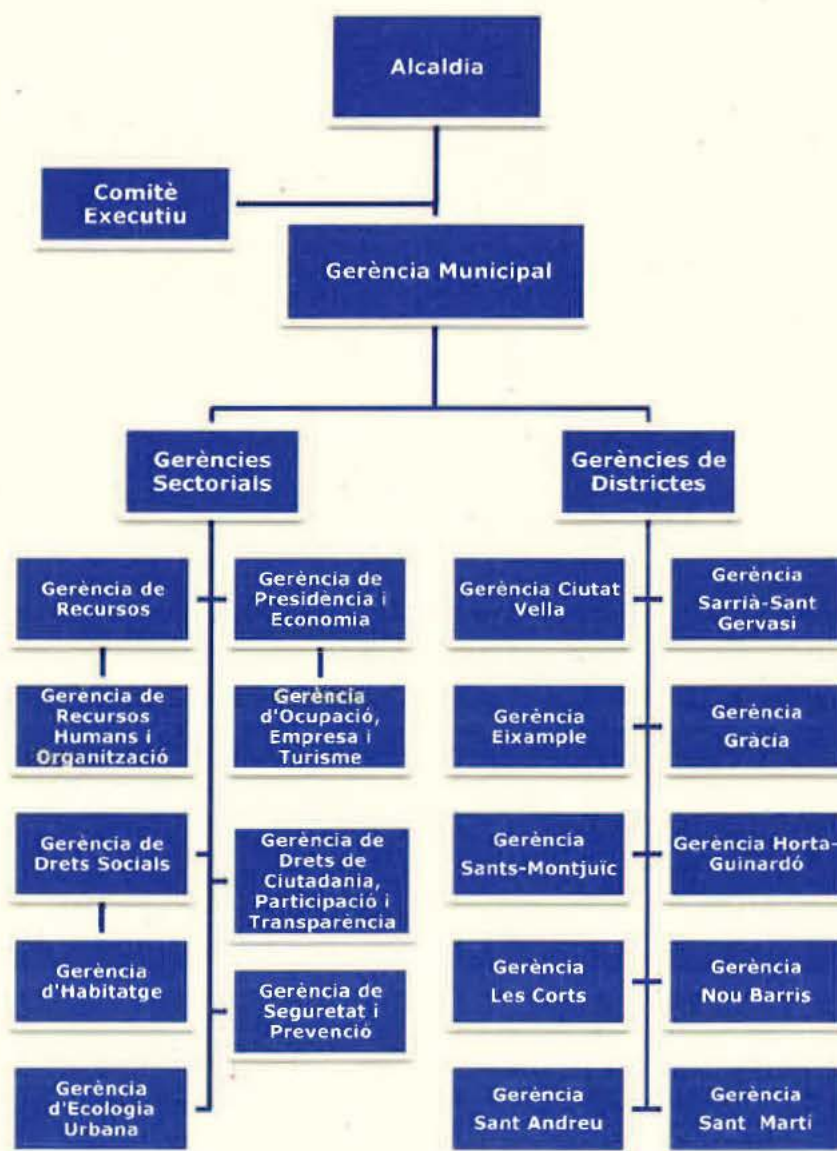 Alcaldia
Comitè
Executiu
Gerència Municipal
Gerències
Sectorials
Gerències de
Districtes
Gerència de
Recursos
Gerència de
Presidència i
Economia
Gerència Ciutat
Vella
Gerència
Sarrià-Sant
Gervasi
Gerència de
Recursos
Humans i
Organització
Gerència
d'Ocupació,
Empresa i
Turisme
Gerència
Eixample
Gerència
Gràcia
Gerència de
Drets Socials
Gerència de
Drets de
Ciutadania,
Participació i
Transparència
Gerència
Sants-Montjuïc
Gerència Horta-
Guinardó
Gerència
d'Habitatge
Gerència de
Seguretat i
Prevenció
Gerència
Les Corts
Gerència
Nou Barris
Gerència
d'Ecologia
Urbana
Gerència
Sant Andreu
Gerència
Sant Martí